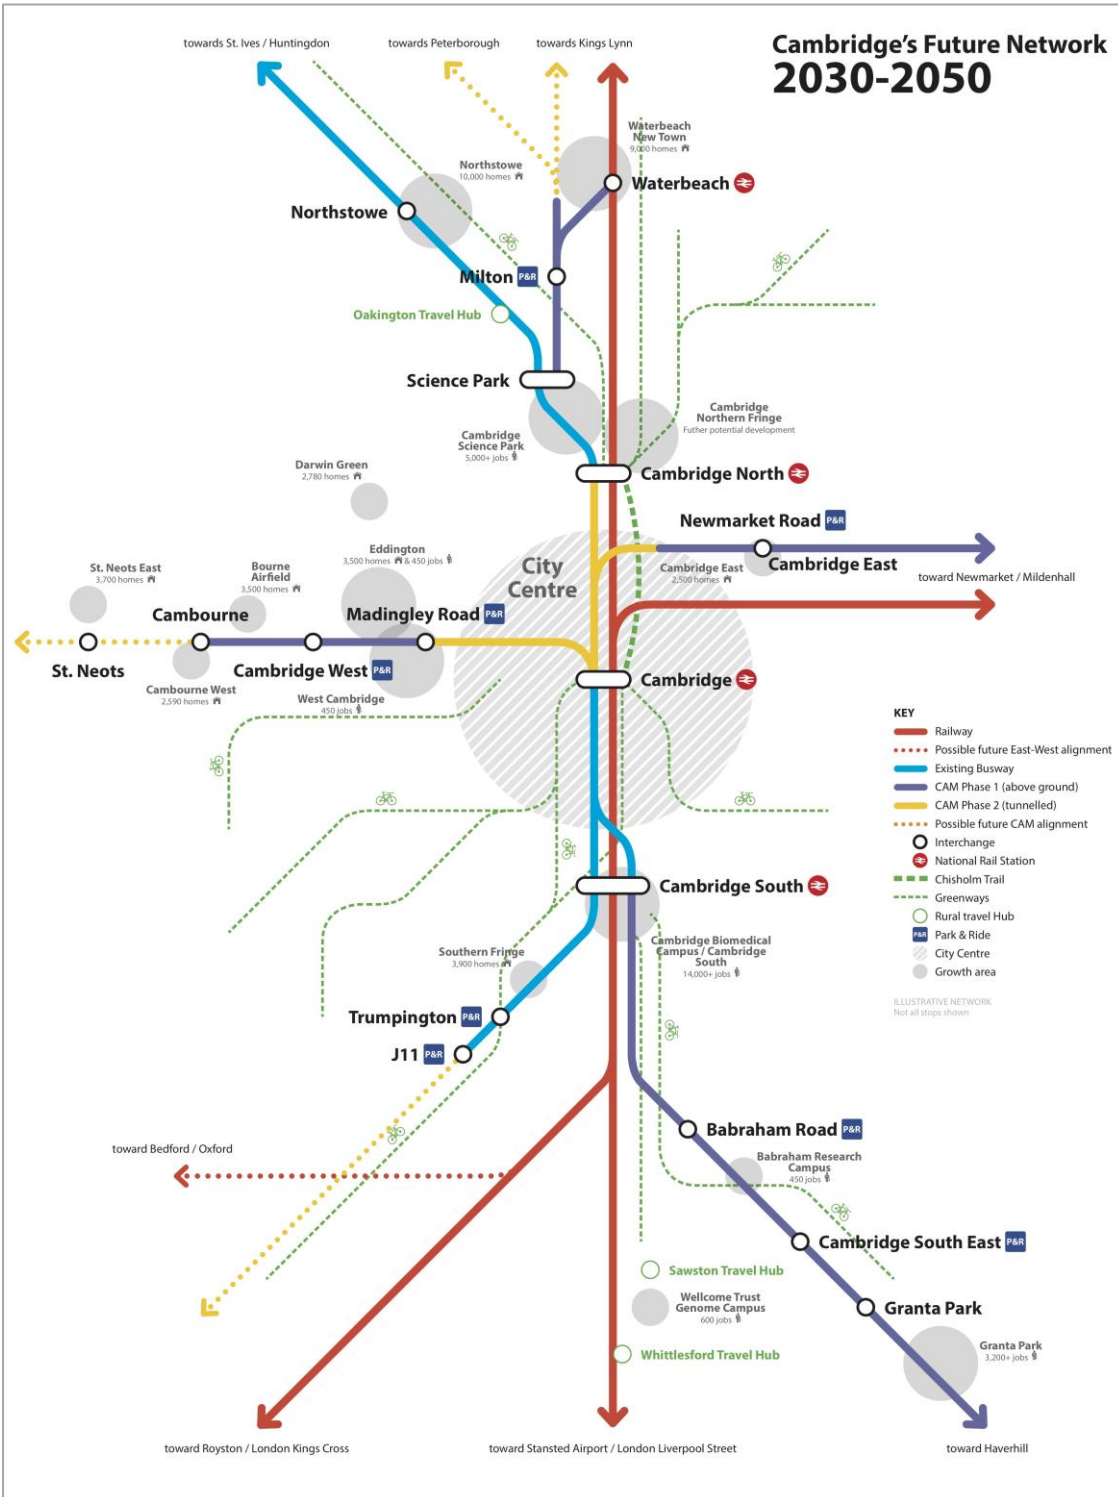 Cambridge's Future Network
2030-2050
towards St. Ives / Huntingdon
towards Peterborough
towards Kings Lynn
Waterbeach
New Town
9,000 homes
Northstowe
10,000 homes
Waterbeach
Northstowe
Milton P&R
Oakington Travel Hub
Science Park
Cambridge
Northern Fringe
Futher potential development
Cambridge
Science Park
5,000+ jobs
Darwin Green
2,780 homes
Cambridge North
Newmarket Road P&R
Eddington
3,500 homes & 450 jobs
City
Centre
Cambridge East
2,500 homes
Cambridge East
toward Newmarket / Mildenhall
St. Neots East
3,700 homes
Bourne
Airfield
3,500 homes
Cambourne
Madingley Road P&R
St. Neots
Cambridge West P&R
Cambridge
Cambourne West
2,590 homes
West Cambridge
450 jobs
KEY
Railway
Possible future East-West alignment
Existing Busway
CAM Phase 1 (above ground)
CAM Phase 2 (tunnelled)
Possible future CAM alignment
Interchange
National Rail Station
Chisholm Trail
Greenways
Rural travel Hub
P&R Park & Ride
City Centre
Growth area
ILLUSTRATIVE NETWORK
Not all stops shown
Cambridge South
Southern Fringe
3,900 homes
Cambridge Biomedical
Campus / Cambridge
South
14,000+ jobs
Trumpington P&R
J11 P&R
Babraham Road P&R
toward Bedford / Oxford
Babraham Research
Campus
450 jobs
Cambridge South East P&R
Sawston Travel Hub
Wellcome Trust
Genome Campus
600 jobs
Granta Park
Whittlesford Travel Hub
Granta Park
3,200+ jobs
toward Royston / London Kings Cross
toward Stansted Airport / London Liverpool Street
toward Haverhill